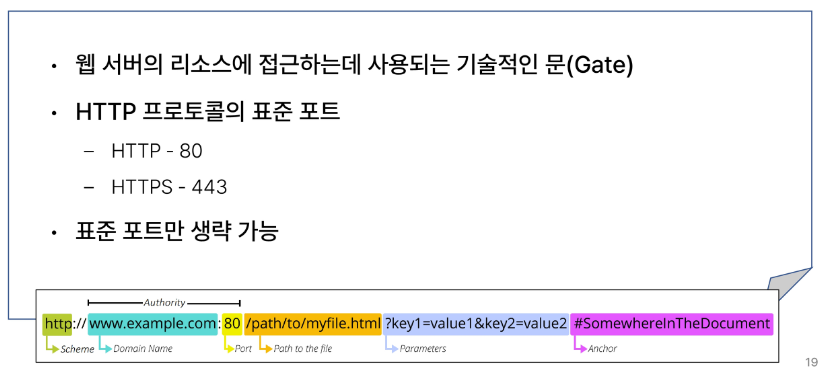 • 웹 서버의 리소스에 접근하는데 사용되는 기술적인 문(Gate)
• HTTP 프로토콜의 표준 포트
– HTTP - 80
– HTTPS - 443
• 표준 포트만 생략 가능
Authority
http://www.example.com:80/path/to/myfile.html?key1=value1&key2=value2#SomewhereInTheDocument
Scheme Domain Name Port Path to the file Parameters Anchor
19